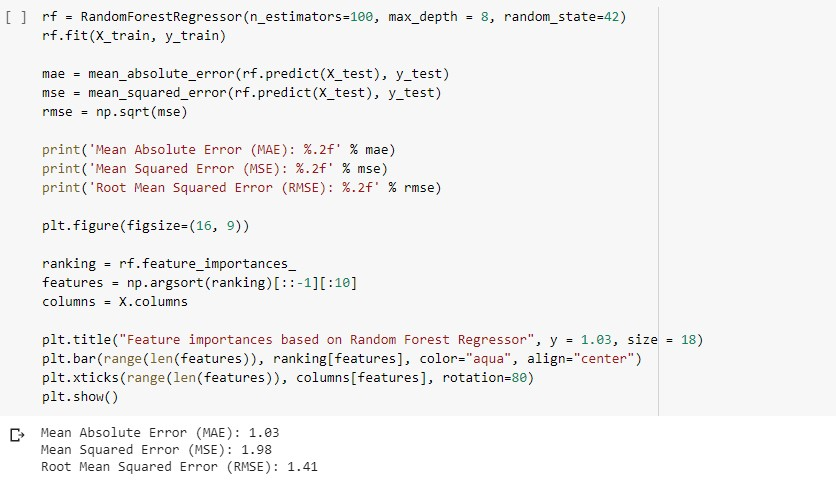 [ ] rf = RandomForestRegressor(n_estimators=100, max_depth = 8, random_state=42)
rf.fit(X_train, y_train)
mae = mean_absolute_error(rf.predict(X_test), y_test)
mse = mean_squared_error(rf.predict(X_test), y_test)
rmse = np.sqrt(mse)
print('Mean Absolute Error (MAE): %.2f' % mae)
print('Mean Squared Error (MSE): %.2f' % mse)
print('Root Mean Squared Error (RMSE): %.2f' % rmse)
plt.figure(figsize=(16, 9))
ranking = rf.feature_importances_
features = np.argsort(ranking)[::-1][:10]
columns = X.columns
plt.title("Feature importances based on Random Forest Regressor", y = 1.03, size = 18)
plt.bar(range(len(features)), ranking[features], color="aqua", align="center")
plt.xticks(range(len(features)), columns[features], rotation=80)
plt.show()
Mean Absolute Error (MAE): 1.03
Mean Squared Error (MSE): 1.98
Root Mean Squared Error (RMSE): 1.41